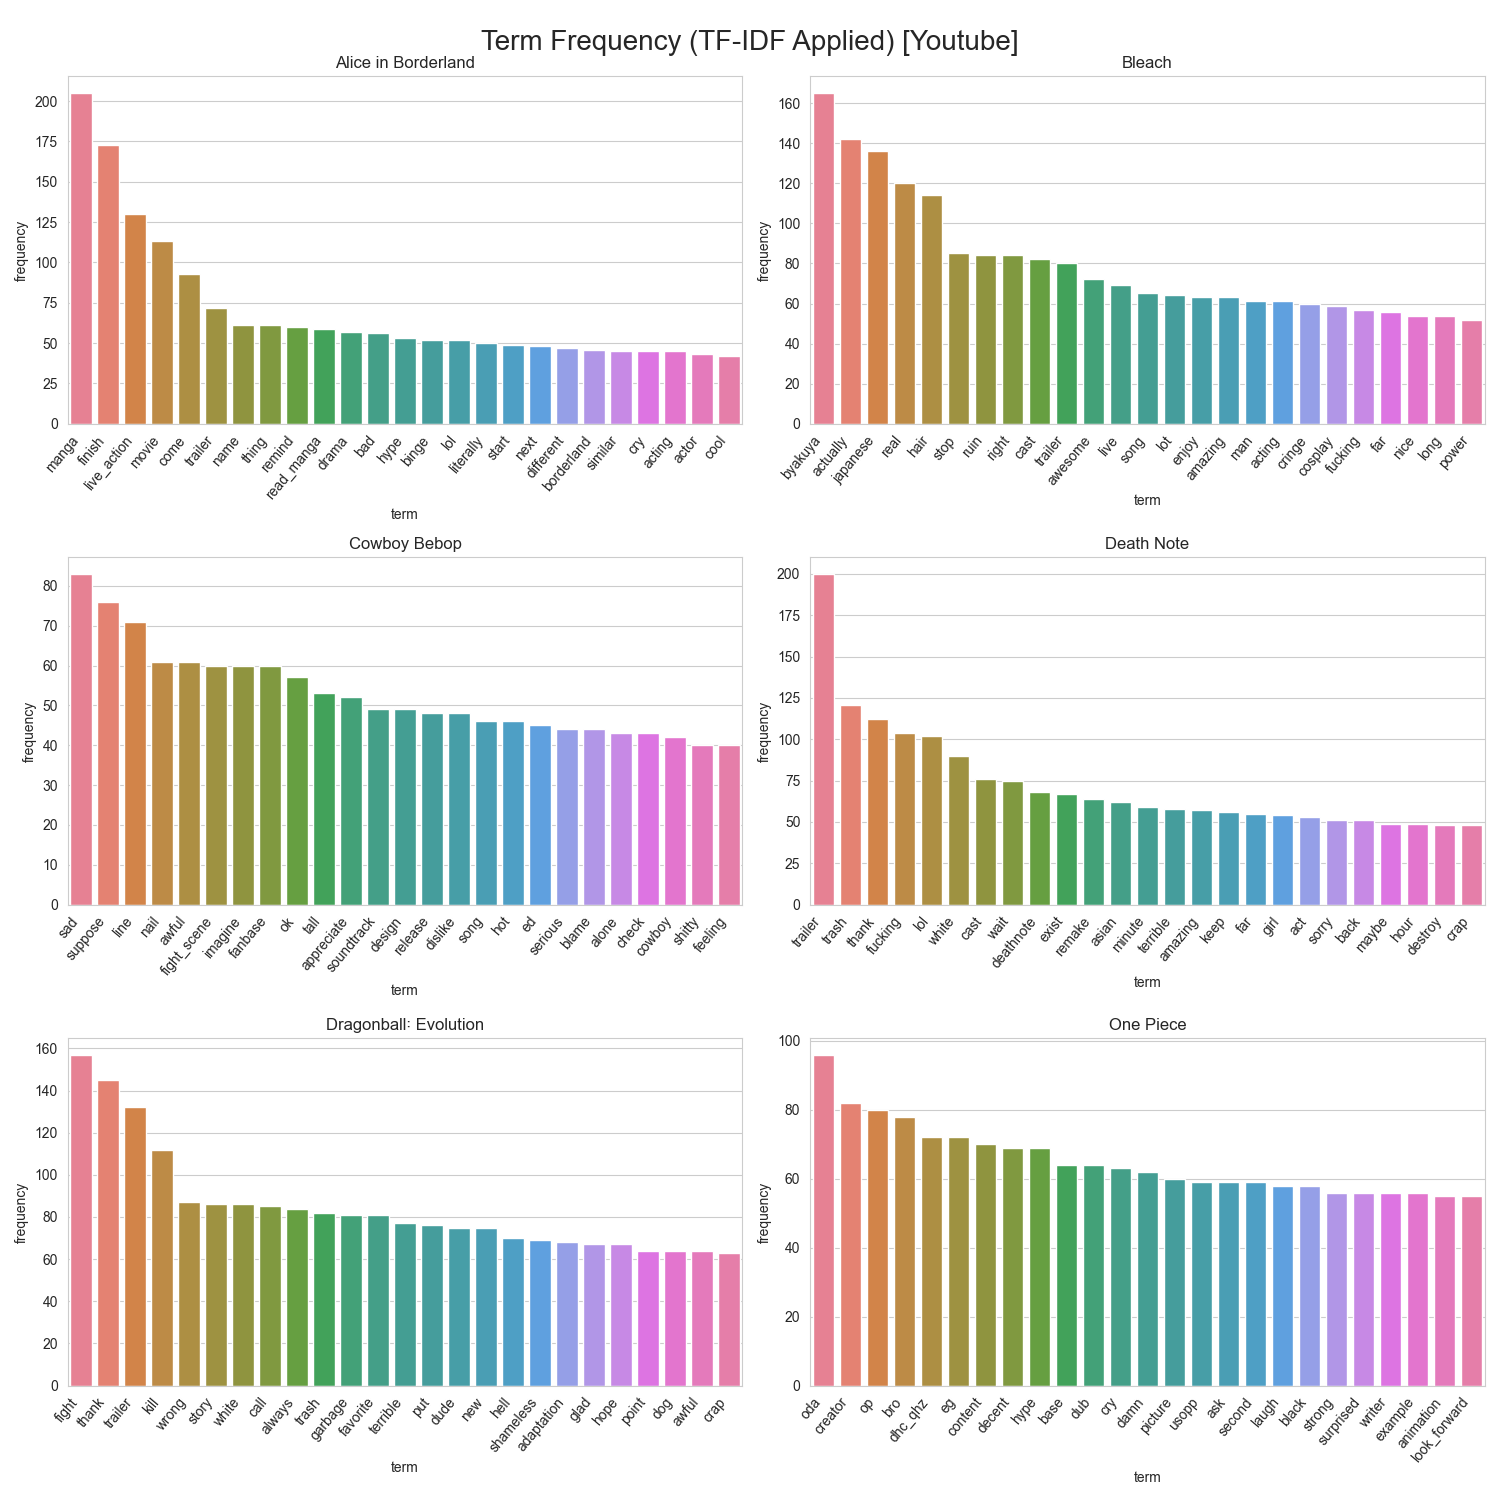 Term Frequency (TF-IDF Applied) [Youtube]
Alice in Borderland
frequency
200
175
150
125
100
75
50
25
0
manga
finish
live_action
movie
come
trailer
name
thing
remind
read_manga
drama
bad
hype
binge
lol
literally
start
next
different
borderland
similar
cry
acting
actor
cool
term
Bleach
frequency
160
140
120
100
80
60
40
20
0
byakuya
actually
japanese
real
hair
stop
ruin
right
cast
trailer
awesome
live
song
lot
enjoy
amazing
man
acting
cringe
cosplay
fucking
far
nice
long
power
term
Cowboy Bebop
frequency
80
70
60
50
40
30
20
10
0
sad
suppose
line
nail
awful
fight_scene
imagine
fanbase
ok
tall
appreciate
soundtrack
design
release
dislike
song
hot
ed
serious
blame
alone
check
cowboy
shitty
feeling
term
Death Note
frequency
200
175
150
125
100
75
50
25
0
trailer
trash
thank
fucking
lol
white
cast
wait
deathnote
exist
remake
asian
minute
terrible
amazing
keep
far
girl
act
sorry
back
maybe
hour
destroy
crap
term
Dragonball: Evolution
frequency
160
140
120
100
80
60
40
20
0
fight
thank
trailer
kill
wrong
story
white
call
always
trash
garbage
favorite
terrible
put
dude
new
hell
shameless
adaptation
glad
hope
point
dog
awful
crap
term
One Piece
frequency
100
80
60
40
20
0
oda
creator
op
bro
dhc_qhz
eg
content
decent
hype
base
dub
cry
damn
picture
usopp
ask
second
laugh
black
strong
surprised
writer
example
animation
look_forward
term